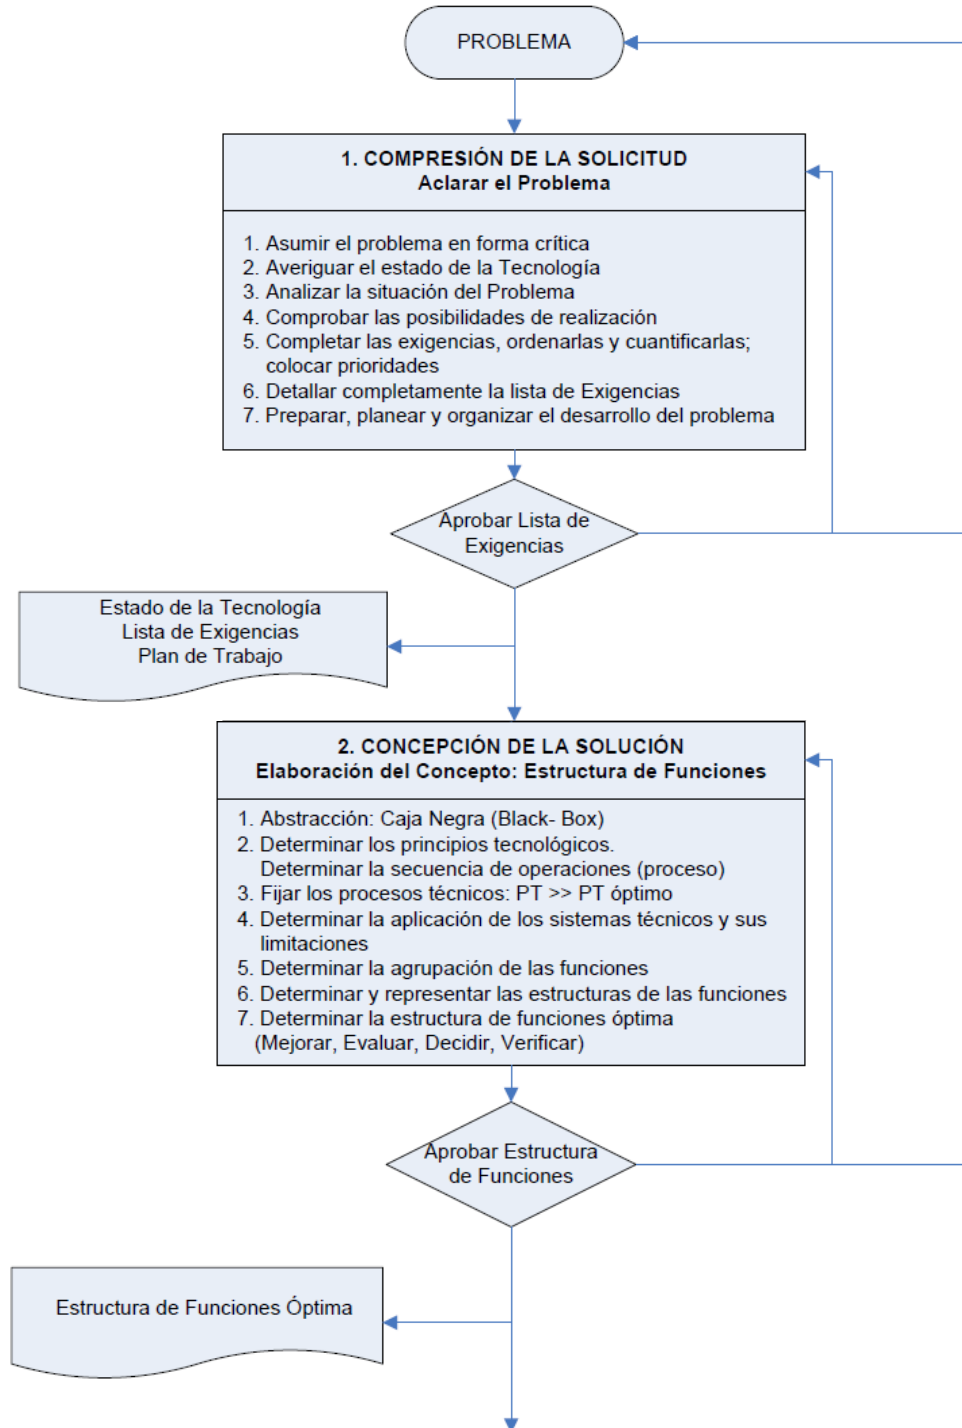 PROBLEMA
1. COMPRESIÓN DE LA SOLICITUD
Aclarar el Problema
1. Asumir el problema en forma crítica
2. Averiguar el estado de la Tecnología
3. Analizar la situación del Problema
4. Comprobar las posibilidades de realización
5. Completar las exigencias, ordenarlas y cuantificarlas;
colocar prioridades
6. Detallar completamente la lista de Exigencias
7. Preparar, planear y organizar el desarrollo del problema
Aprobar Lista de
Exigencias
Estado de la Tecnología
Lista de Exigencias
Plan de Trabajo
2. CONCEPCIÓN DE LA SOLUCIÓN
Elaboración del Concepto: Estructura de Funciones
1. Abstracción: Caja Negra (Black- Box)
2. Determinar los principios tecnológicos.
Determinar la secuencia de operaciones (proceso)
3. Fijar los procesos técnicos: PT >> PT óptimo
4. Determinar la aplicación de los sistemas técnicos y sus
limitaciones
5. Determinar la agrupación de las funciones
6. Determinar y representar las estructuras de las funciones
7. Determinar la estructura de funciones óptima
(Mejorar, Evaluar, Decidir, Verificar)
Aprobar Estructura
de Funciones
Estructura de Funciones Óptima